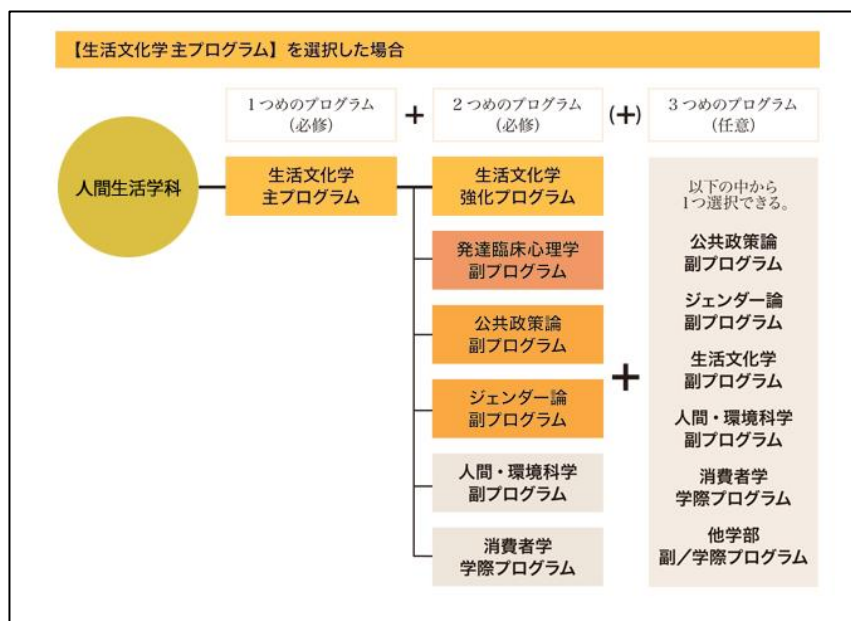 【生活文化学 主プログラム】を選択した場合
1つめのプログラム
(必修)
+
2つめのプログラム
(必修)
(+)
3つめのプログラム
(任意)
人間生活学科
生活文化学
主プログラム
生活文化学
強化プログラム
発達臨床心理学
副プログラム
公共政策論
副プログラム
ジェンダー論
副プログラム
人間・環境科学
副プログラム
消費者学
学際プログラム
+
以下の中から
1つ選択できる。
公共政策論
副プログラム
ジェンダー論
副プログラム
生活文化学
副プログラム
人間・環境科学
副プログラム
消費者学
学際プログラム
他学部
副／学際プログラム